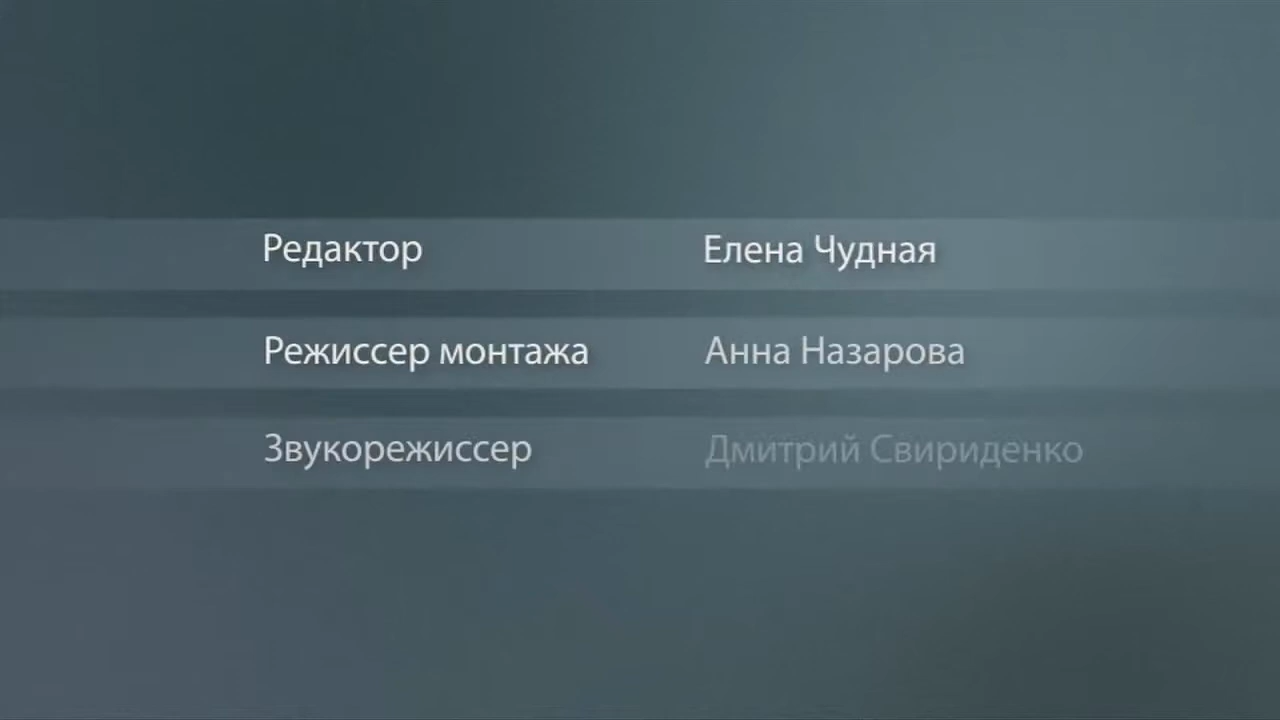 Редактор Елена Чудная
Режиссер монтажа Анна Назарова
Звукорежиссер Дмитрий Свириденко